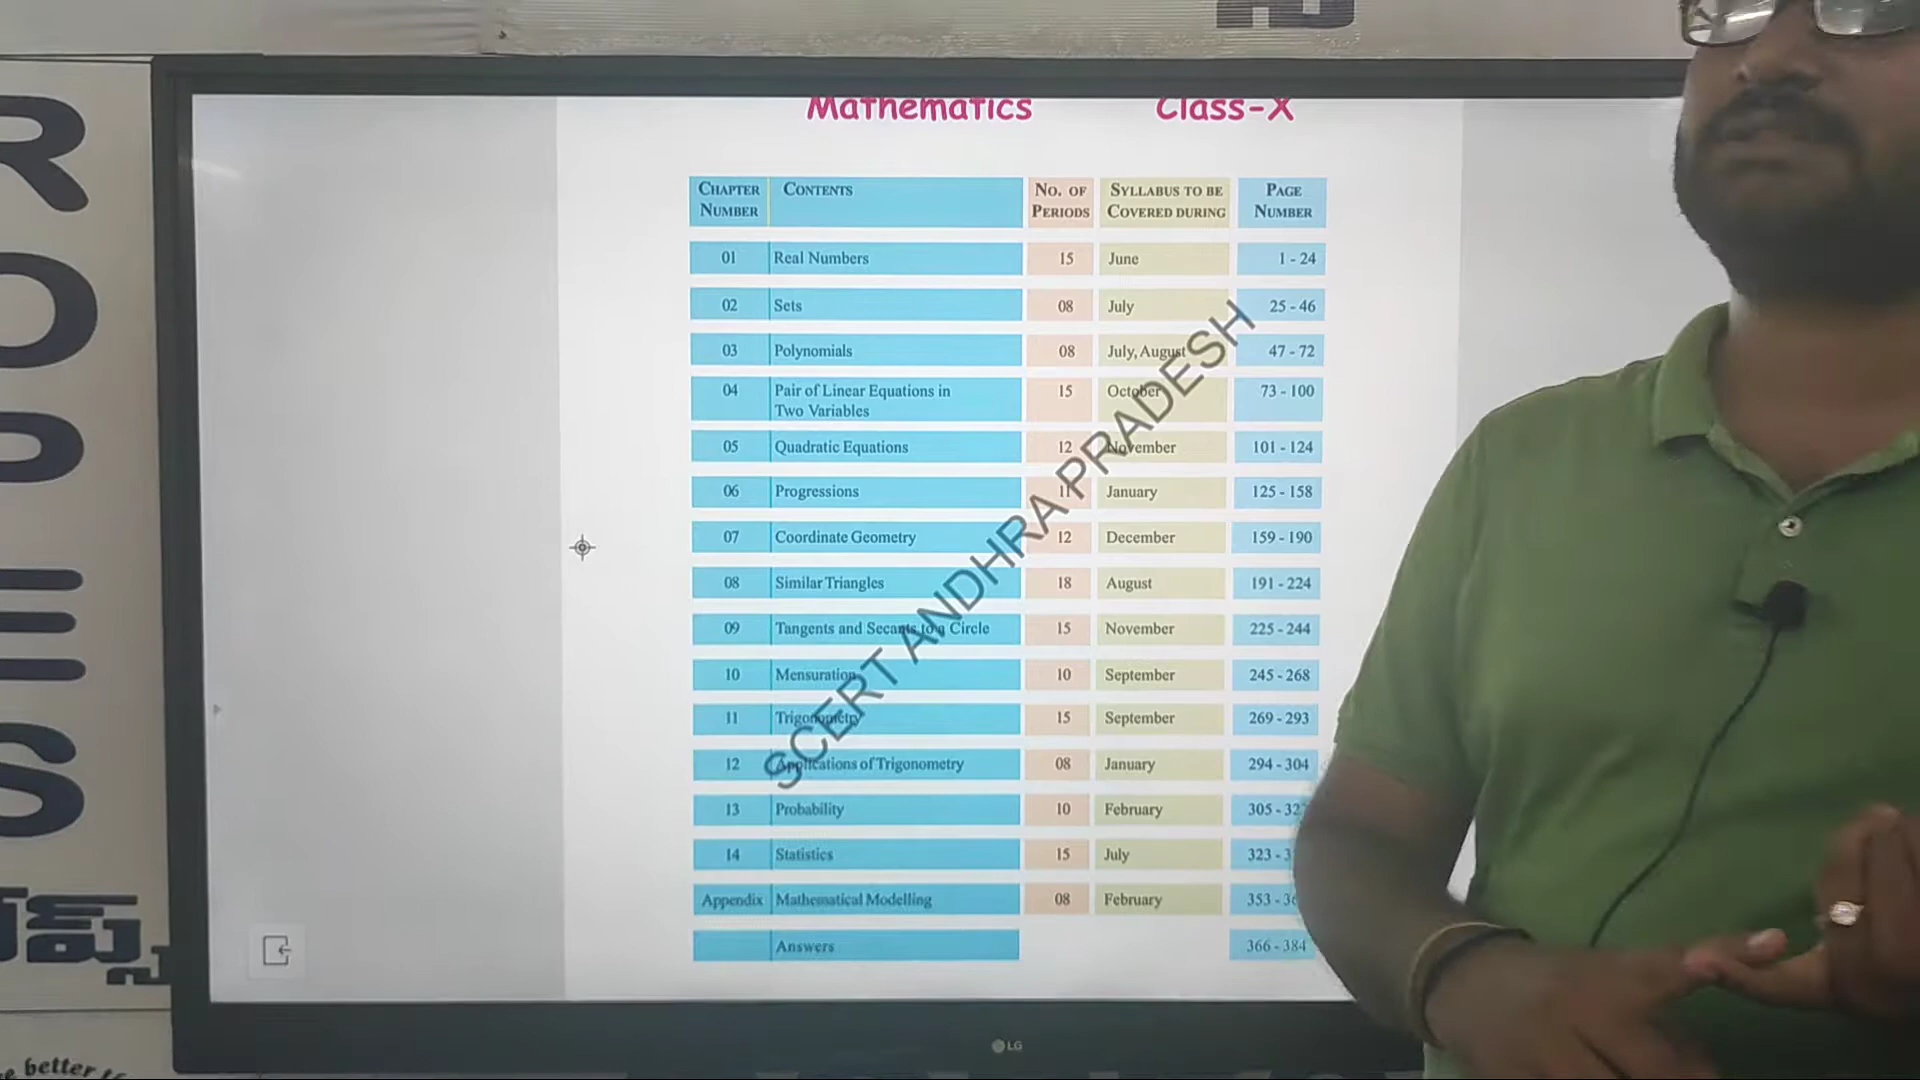 R
O
P
E
S
Mathematics Class-X
CHAPTER NUMBER CONTENTS NO. OF PERIODS SYLLABUS TO BE COVERED DURING PAGE NUMBER
01 Real Numbers 15 June 1 - 24
02 Sets 08 July 25 - 46
03 Polynomials 08 July, August 47 - 72
04 Pair of Linear Equations in Two Variables 15 October 73 - 100
05 Quadratic Equations 12 November 101 - 124
06 Progressions 11 January 125 - 158
07 Coordinate Geometry 12 December 159 - 190
08 Similar Triangles 18 August 191 - 224
09 Tangents and Secants to a Circle 15 November 225 - 244
10 Mensuration 10 September 245 - 268
11 Trigonometry 15 September 269 - 293
12 Applications of Trigonometry 08 January 294 - 304
13 Probability 10 February 305 -
14 Statistics 15 July 323 -
Appendix Mathematical Modelling 08 February 353 -
Answers 366 - 384
SCERT ANDHRA PRADESH
LG
better